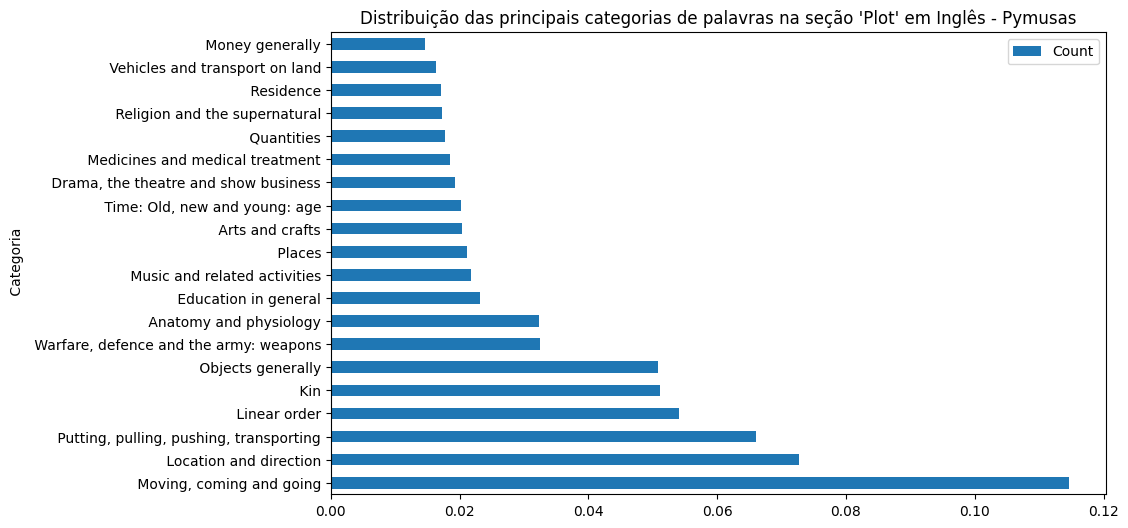 Distribuição das principais categorias de palavras na seção 'Plot' em Inglês - Pymusas
Count
Categoria
Money generally
Vehicles and transport on land
Residence
Religion and the supernatural
Quantities
Medicines and medical treatment
Drama, the theatre and show business
Time: Old, new and young: age
Arts and crafts
Places
Music and related activities
Education in general
Anatomy and physiology
Warfare, defence and the army: weapons
Objects generally
Kin
Linear order
Putting, pulling, pushing, transporting
Location and direction
Moving, coming and going
0.00 0.02 0.04 0.06 0.08 0.10 0.12